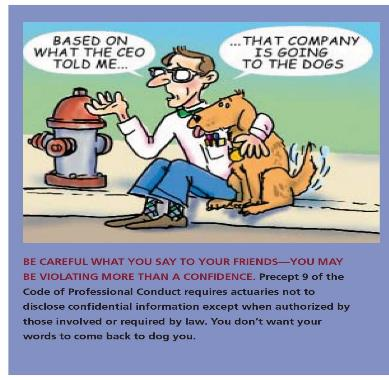 BASED ON
WHAT THE CEO
TOLD ME...
...THAT COMPANY
IS GOING
TO THE DOGS
BE CAREFUL WHAT YOU SAY TO YOUR FRIENDS—YOU MAY
BE VIOLATING MORE THAN A CONFIDENCE. Precept 9 of the
Code of Professional Conduct requires actuaries not to
disclose confidential information except when authorized by
those involved or required by law. You don't want your
words to come back to dog you.